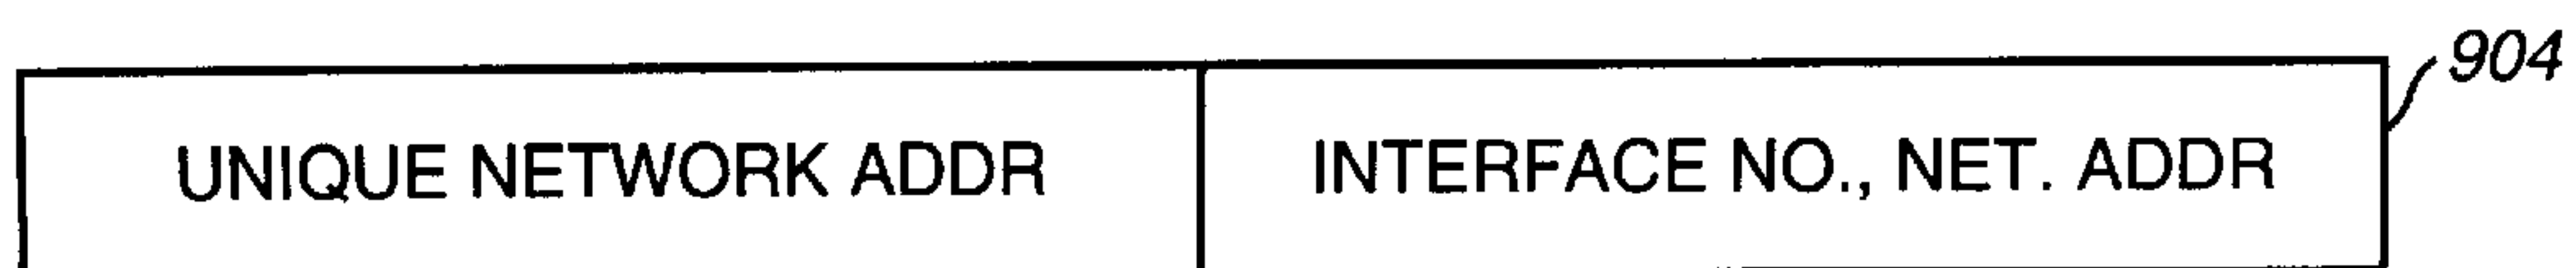 904
UNIQUE NETWORK ADDR INTERFACE NO., NET. ADDR